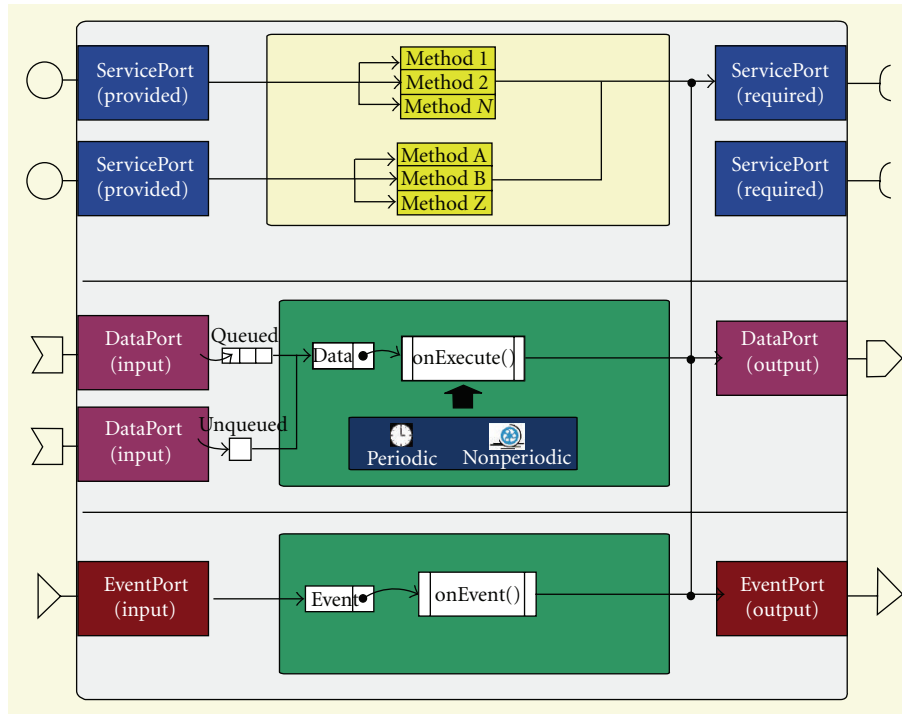 ServicePort
(provided)
Method 1
Method 2
Method N
ServicePort
(required)
ServicePort
(provided)
Method A
Method B
Method Z
ServicePort
(required)
DataPort
(input)
Queued
Data
onExecute()
DataPort
(output)
DataPort
(input)
Unqueued
Periodic
Nonperiodic
EventPort
(input)
Event
onEvent()
EventPort
(output)